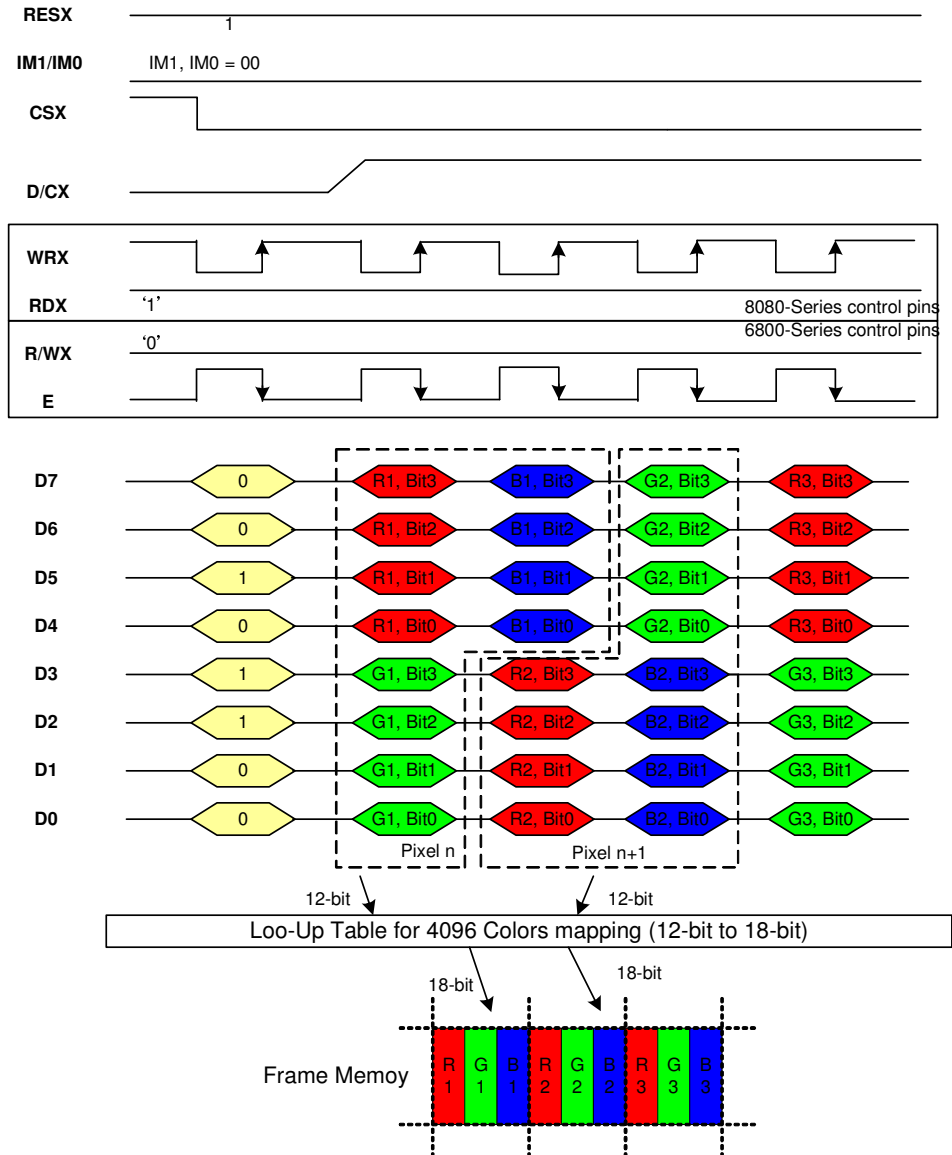 RESX
1
IM1/IM0 IM1, IM0 = 00
CSX
D/CX
WRX
RDX ‘1’ 8080-Series control pins
6800-Series control pins
R/WX ‘0’
E
D7 0 R1, Bit3 B1, Bit3 G2, Bit3 R3, Bit3
D6 0 R1, Bit2 B1, Bit2 G2, Bit2 R3, Bit2
D5 1 R1, Bit1 B1, Bit1 G2, Bit1 R3, Bit1
D4 0 R1, Bit0 B1, Bit0 G2, Bit0 R3, Bit0
D3 1 G1, Bit3 R2, Bit3 B2, Bit3 G3, Bit3
D2 1 G1, Bit2 R2, Bit2 B2, Bit2 G3, Bit2
D1 0 G1, Bit1 R2, Bit1 B2, Bit1 G3, Bit1
D0 0 G1, Bit0 R2, Bit0 B2, Bit0 G3, Bit0
Pixel n Pixel n+1
12-bit 12-bit
Loo-Up Table for 4096 Colors mapping (12-bit to 18-bit)
18-bit 18-bit
Frame Memoy R G B R G B R G B
1 1 1 2 2 2 3 3 3